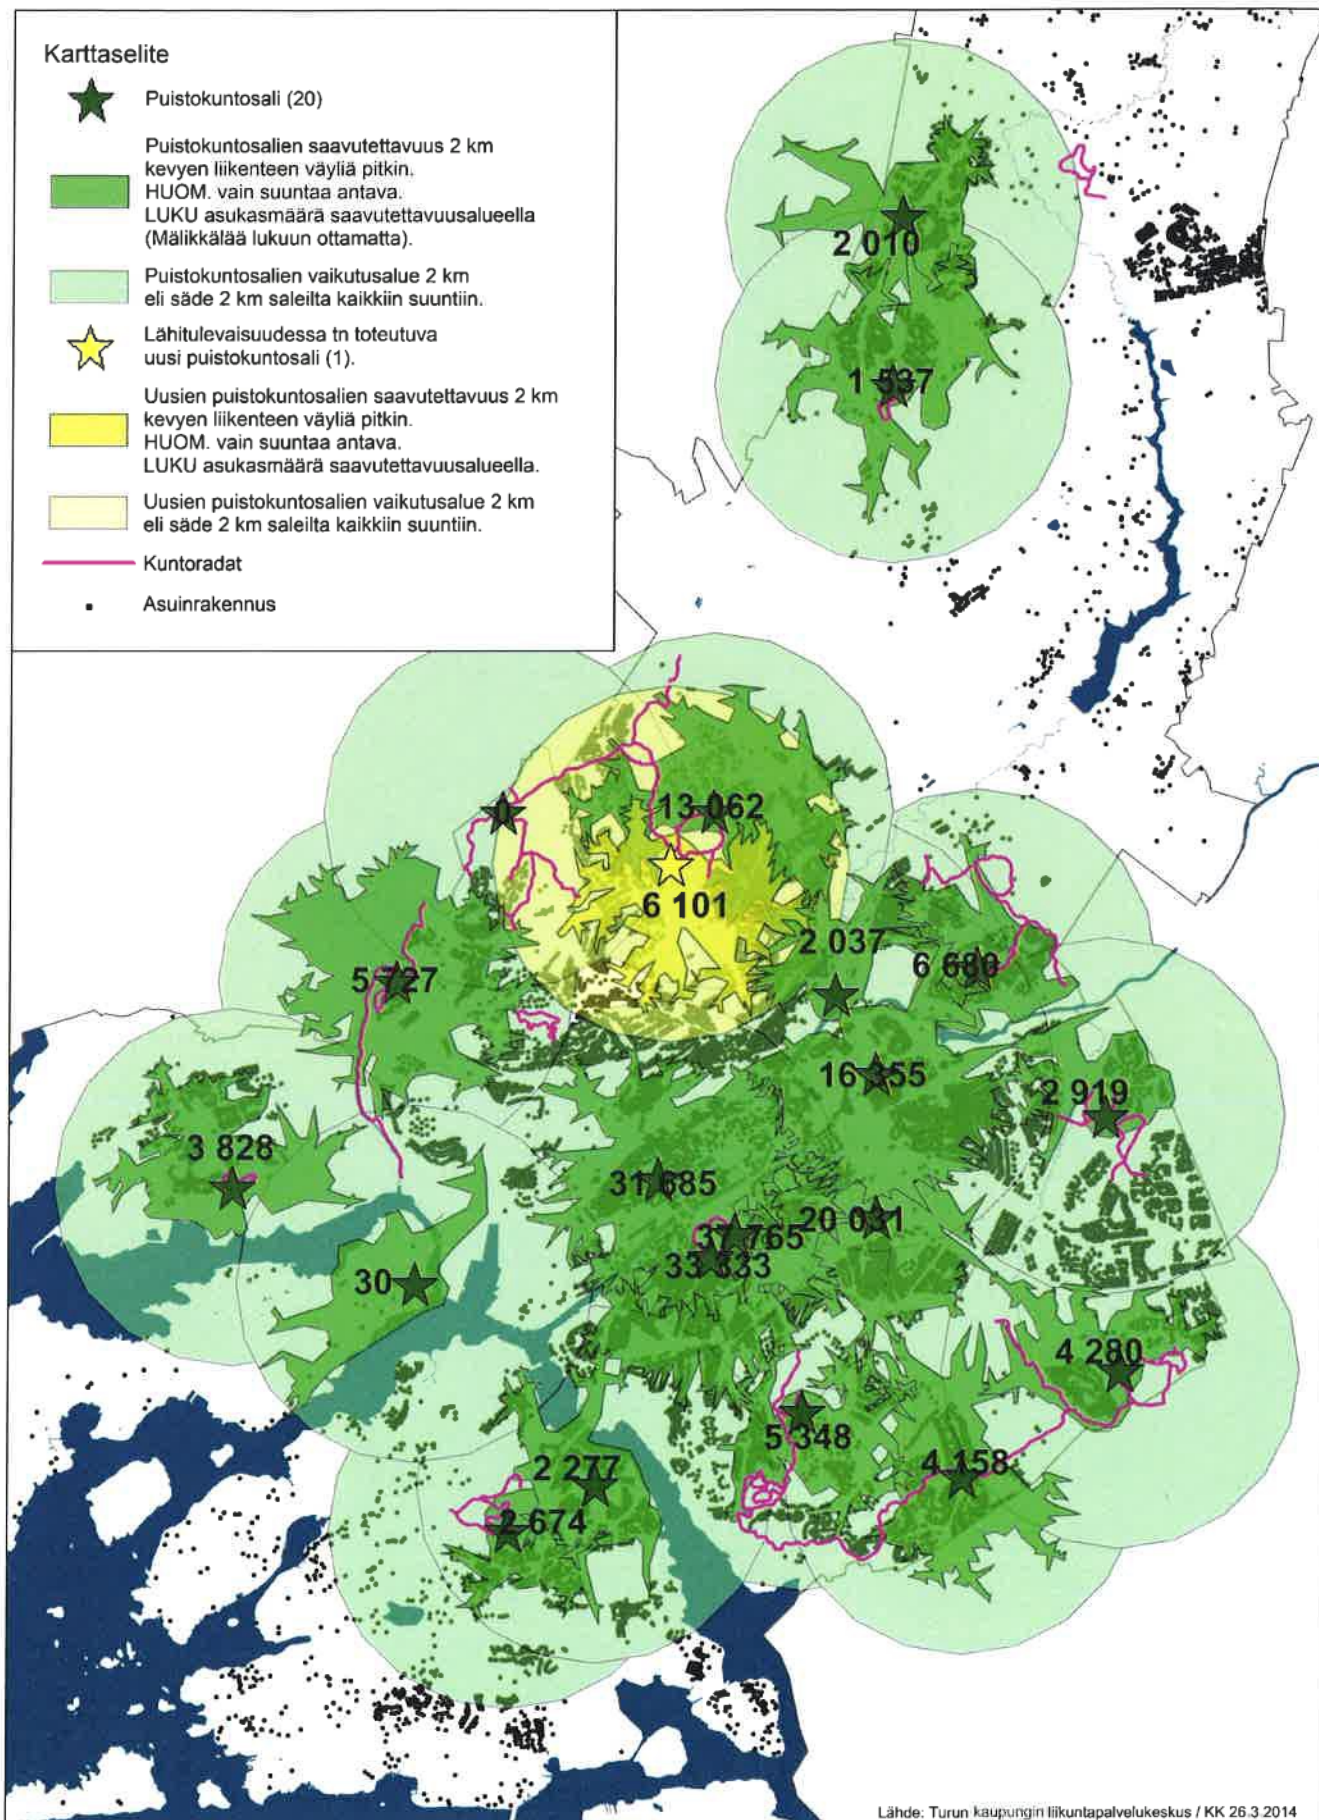 Karttaselite
Puistokuntosali (20)
Puistokuntosalien saavutettavuus 2 km
kevyen liikenteen väyliä pitkin.
HUOM. vain suuntaa antava.
LUKU asukasmäärä saavutettavuusalueella
(Mälikkälää lukuun ottamatta).
Puistokuntosalien vaikutusalue 2 km
eli säde 2 km saleilta kaikkiin suuntiin.
Lähitulevaisuudessa tn toteutuva
uusi puistokuntosali (1).
Uusien puistokuntosalien saavutettavuus 2 km
kevyen liikenteen väyliä pitkin.
HUOM. vain suuntaa antava.
LUKU asukasmäärä saavutettavuusalueella.
Uusien puistokuntosalien vaikutusalue 2 km
eli säde 2 km saleilta kaikkiin suuntiin.
Kuntoradat
Asuinrakennus
2 010
1 537
0
13 062
6 101
2 037
5 727
16 355
2 919
3 828
31 685
20 031
37 765
33 333
30
4 280
5 348
4 158
2 277
2 674
Lähde: Turun kaupungin liikuntapalvelukeskus / KK 26.3.2014